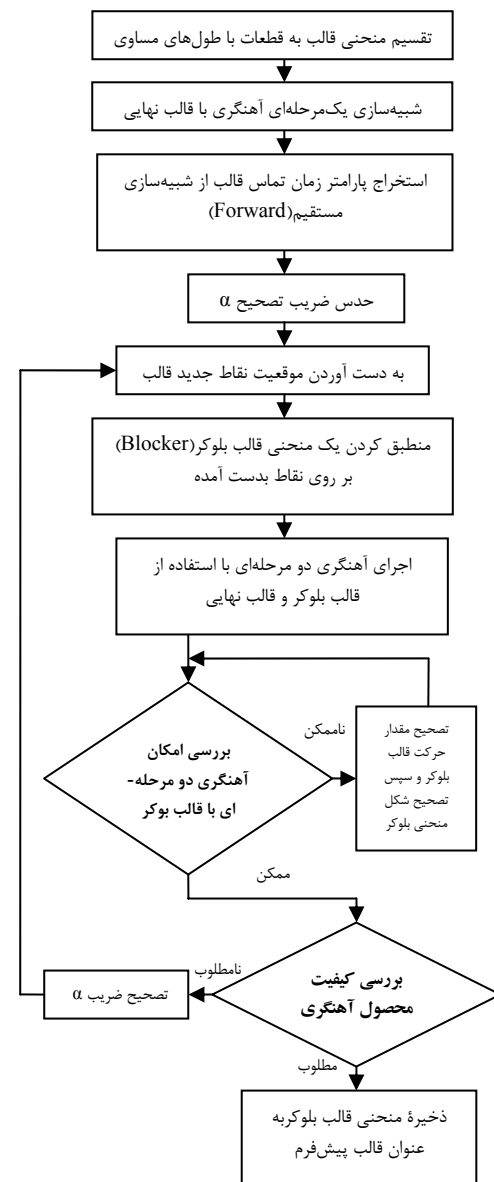 تقسیم منحنی قالب به قطعات با طول‌های مساوی
شبیه‌سازی یک‌مرحله‌ای آهنگری با قالب نهایی
استخراج پارامتر زمان تماس قالب از شبیه‌سازی
مستقیم(Forward)
حدس ضریب تصحیح α
به دست آوردن موقعیت نقاط جدید قالب
منطبق کردن یک منحنی قالب بلوکر(Blocker)
بر روی نقاط بدست آمده
اجرای آهنگری دو مرحله‌ای با استفاده از
قالب بلوکر و قالب نهایی
بررسی امکان
آهنگری دو مرحله-
ای با قالب بوکر
ناممکن
تصحیح مقدار
حرکت قالب
بلوکر و سپس
تصحیح شکل
منحنی بلوکر
ممکن
بررسی کیفیت
محصول آهنگری
نامطلوب
تصحیح ضریب α
مطلوب
ذخیرۀ منحنی قالب بلوکربه
عنوان قالب پیش‌فرم